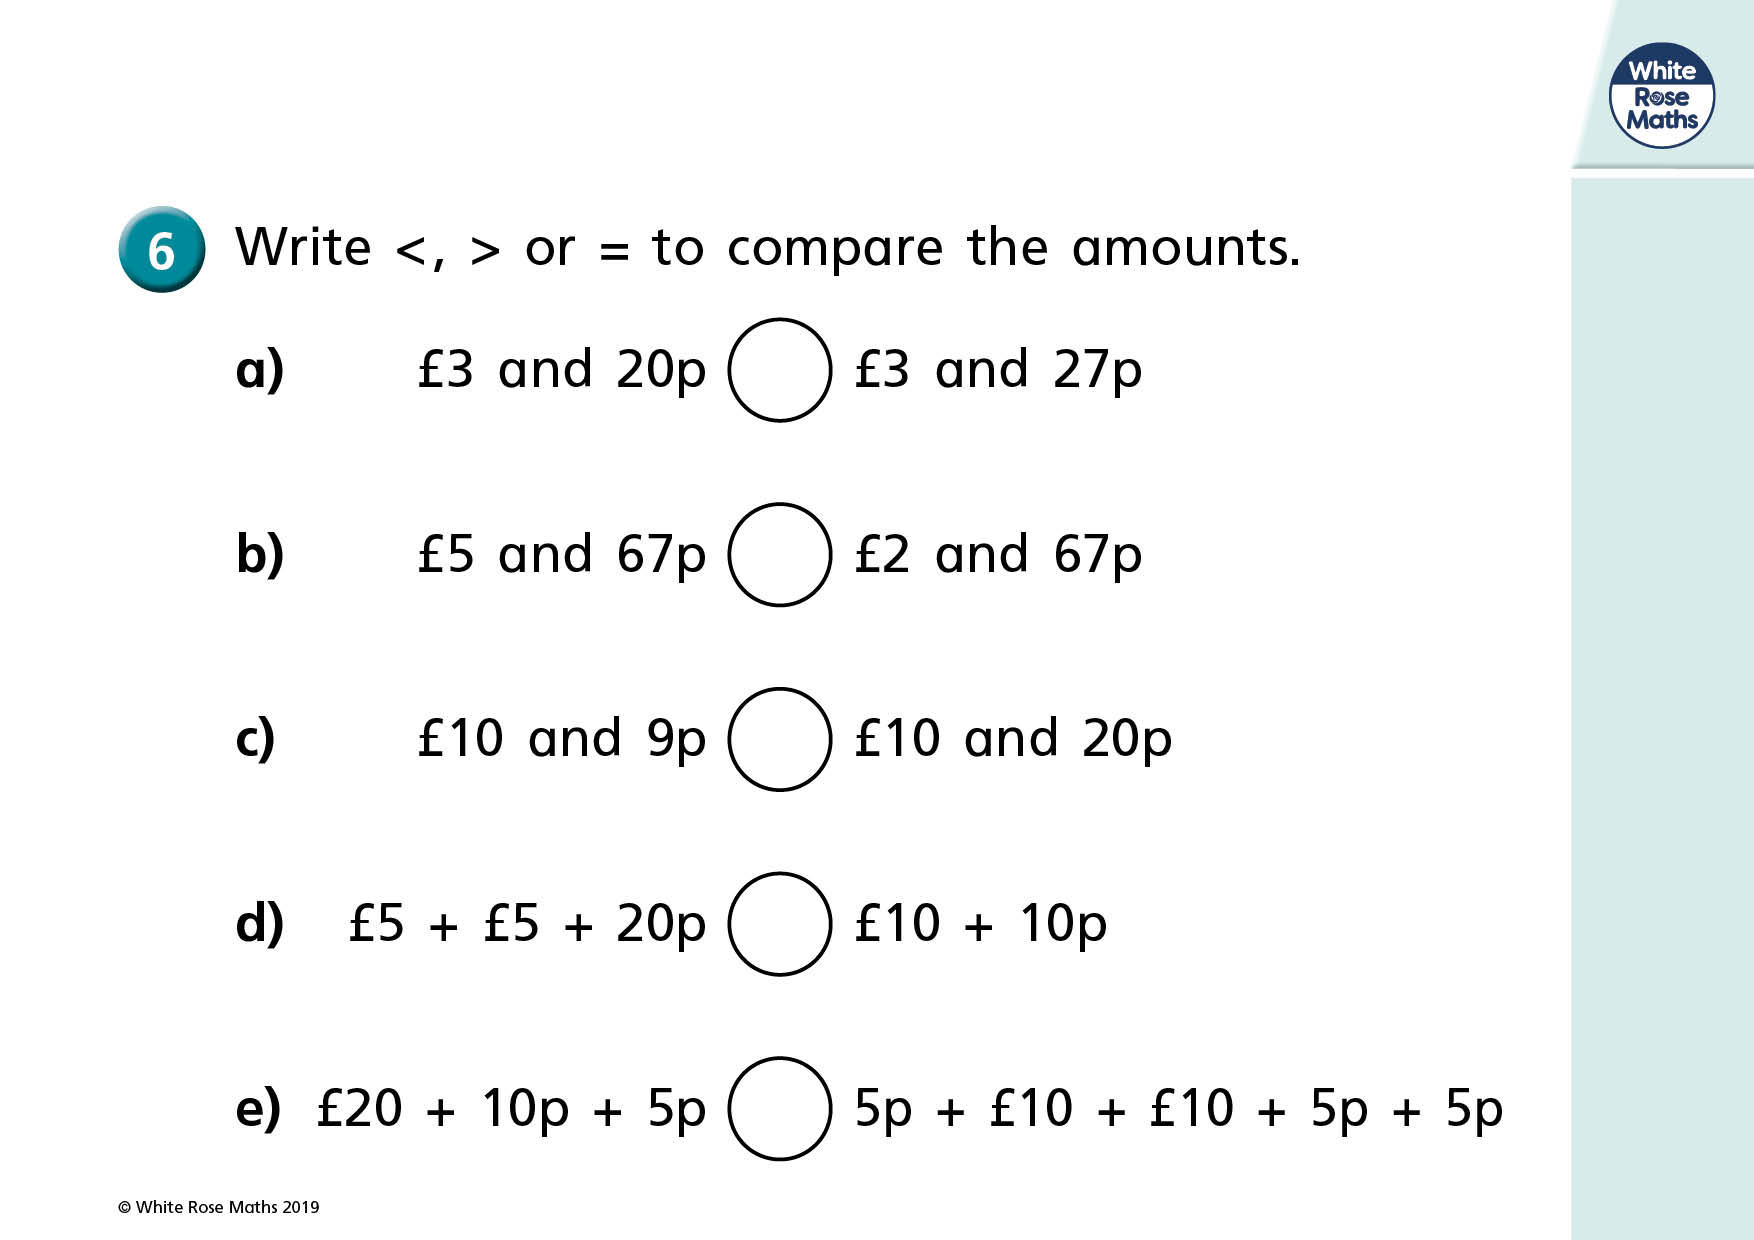 White
Rose
Maths
6 Write <, > or = to compare the amounts.
a) £3 and 20p £3 and 27p
b) £5 and 67p £2 and 67p
c) £10 and 9p £10 and 20p
d) £5 + £5 + 20p £10 + 10p
e) £20 + 10p + 5p 5p + £10 + £10 + 5p + 5p
© White Rose Maths 2019